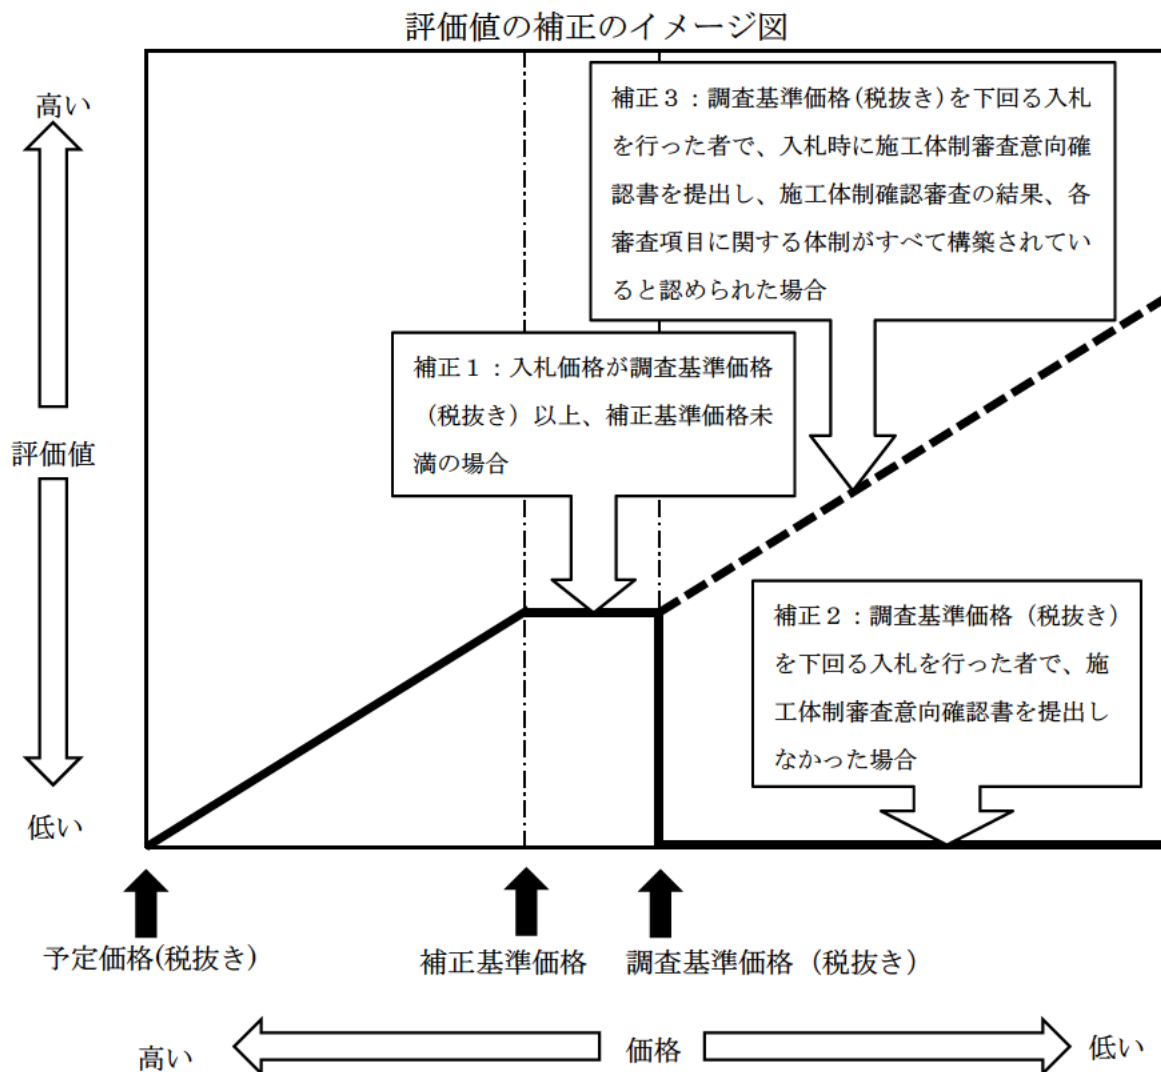 評価値の補正のイメージ図
高い
評価値
低い
補正３：調査基準価格(税抜き)を下回る入札
を行った者で、入札時に施工体制審査意向確
認書を提出し、施工体制確認審査の結果、各
審査項目に関する体制がすべて構築されてい
ると認められた場合
補正１：入札価格が調査基準価格
（税抜き）以上、補正基準価格未
満の場合
補正２：調査基準価格（税抜き）
を下回る入札を行った者で、施
工体制審査意向確認書を提出し
なかった場合
予定価格(税抜き)
補正基準価格
調査基準価格（税抜き）
高い
価格
低い